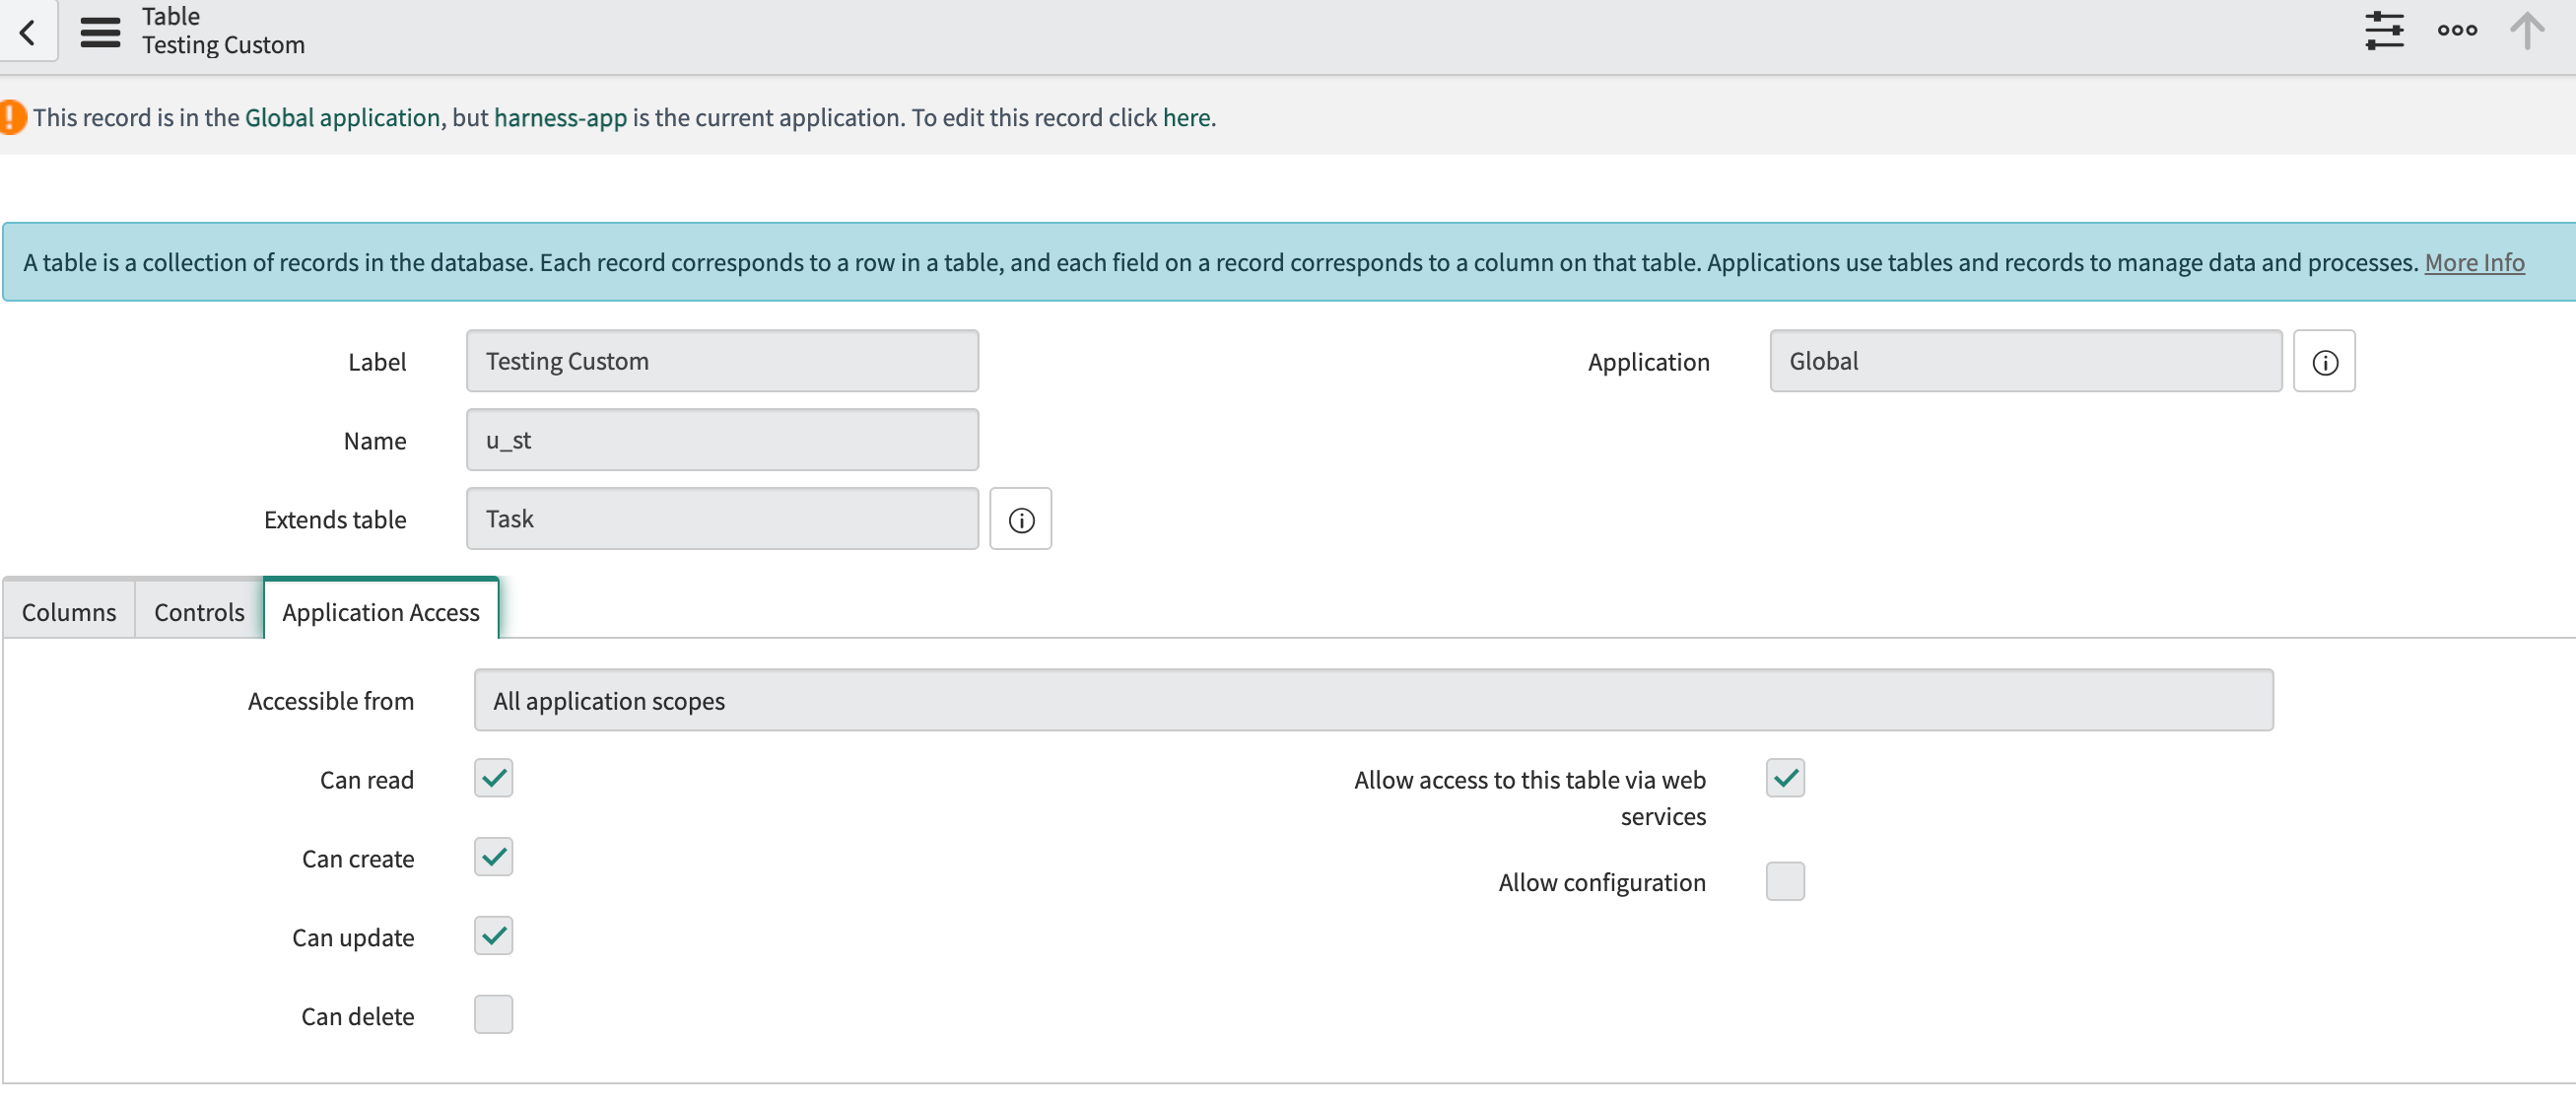 Table
Testing Custom
This record is in the Global application, but harness-app is the current application. To edit this record click here.
A table is a collection of records in the database. Each record corresponds to a row in a table, and each field on a record corresponds to a column on that table. Applications use tables and records to manage data and processes. More Info
Label Testing Custom Application Global
Name u_st
Extends table Task
Columns Controls Application Access
Accessible from All application scopes
Can read Allow access to this table via web
services
Can create
Allow configuration
Can update
Can delete